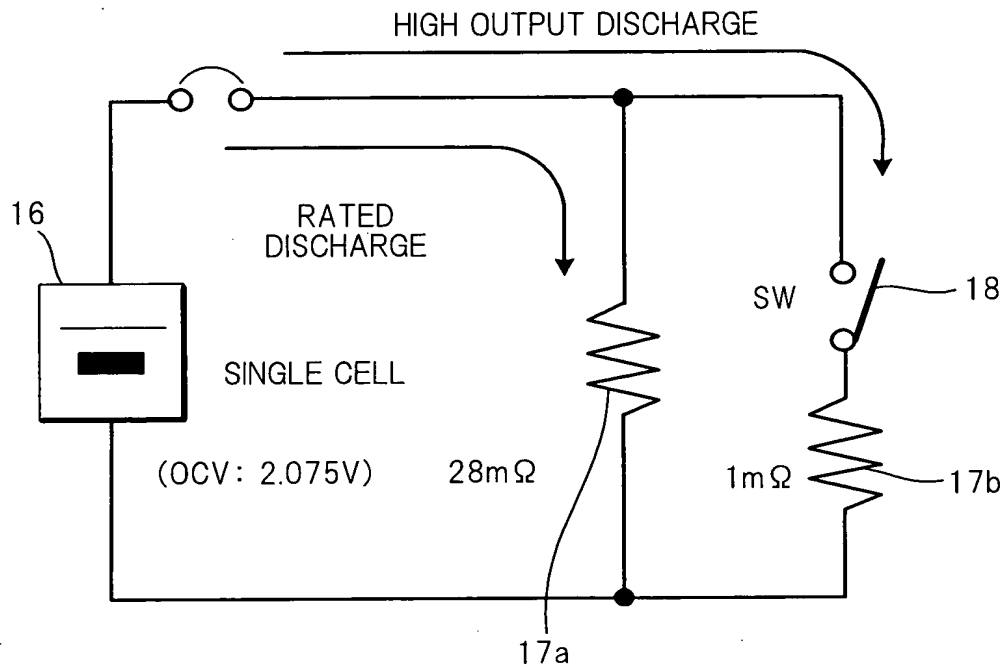 HIGH OUTPUT DISCHARGE
16
RATED
DISCHARGE
SW
18
SINGLE CELL
(OCV: 2.075V)
28mΩ
1mΩ
17b
17a